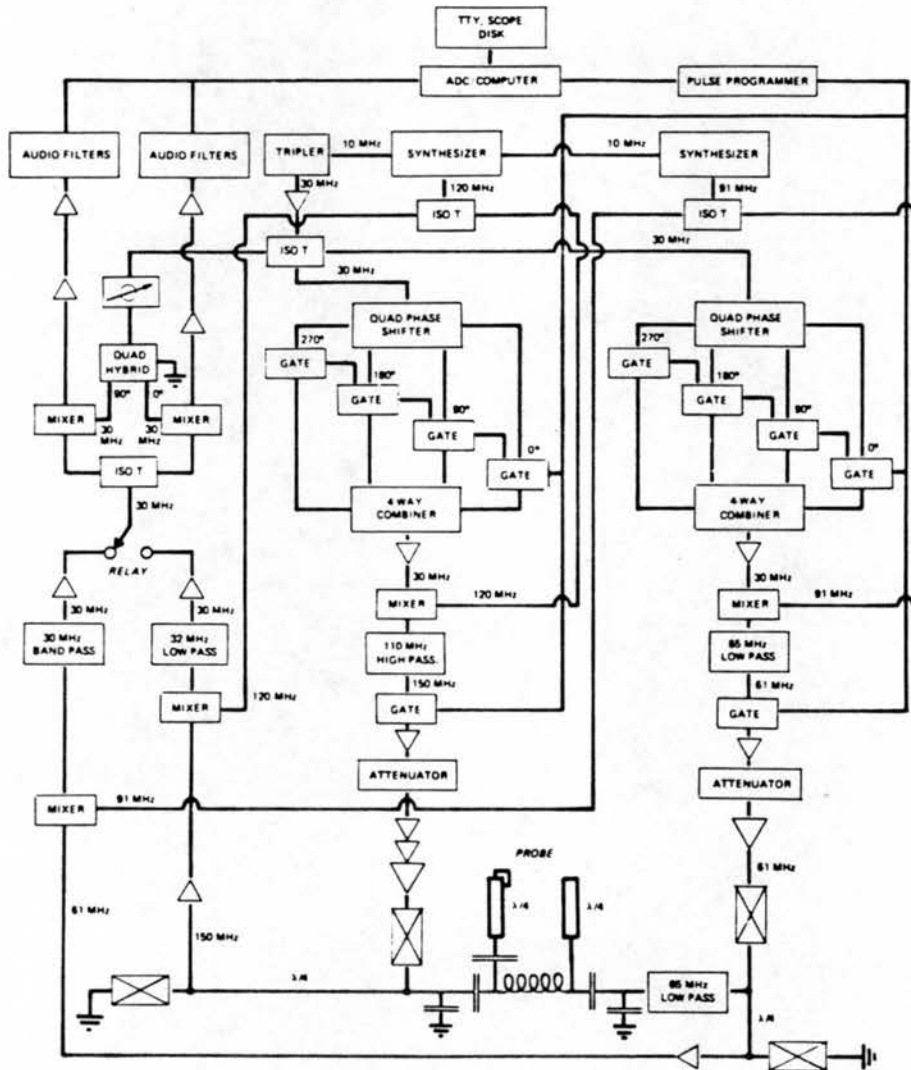 TTY, SCOPE
DISK
ADC/COMPUTER
PULSE PROGRAMMER
AUDIO FILTERS
AUDIO FILTERS
TRIPLER
10 MHz
SYNTHESIZER
10 MHz
SYNTHESIZER
30 MHz
120 MHz
91 MHz
ISO T
ISO T
ISO T
30 MHz
30 MHz
QUAD PHASE
SHIFTER
QUAD PHASE
SHIFTER
QUAD
HYBRID
90°
0°
MIXER
30
MHz
30
MHz
MIXER
ISO T
30 MHz
RELAY
270°
GATE
180°
GATE
90°
GATE
0°
GATE
4-WAY
COMBINER
270°
GATE
180°
GATE
90°
GATE
0°
GATE
4-WAY
COMBINER
30 MHz
30 MHz
30 MHz
30 MHz
30 MHz
BAND PASS
32 MHz
LOW PASS
MIXER
120 MHz
MIXER
91 MHz
110 MHz
HIGH PASS.
85 MHz
LOW PASS
MIXER
120 MHz
150 MHz
61 MHz
GATE
GATE
ATTENUATOR
ATTENUATOR
MIXER
91 MHz
PROBE
61 MHz
61 MHz
150 MHz
λ/4
λ/4
λ/4
85 MHz
LOW PASS
λ/4